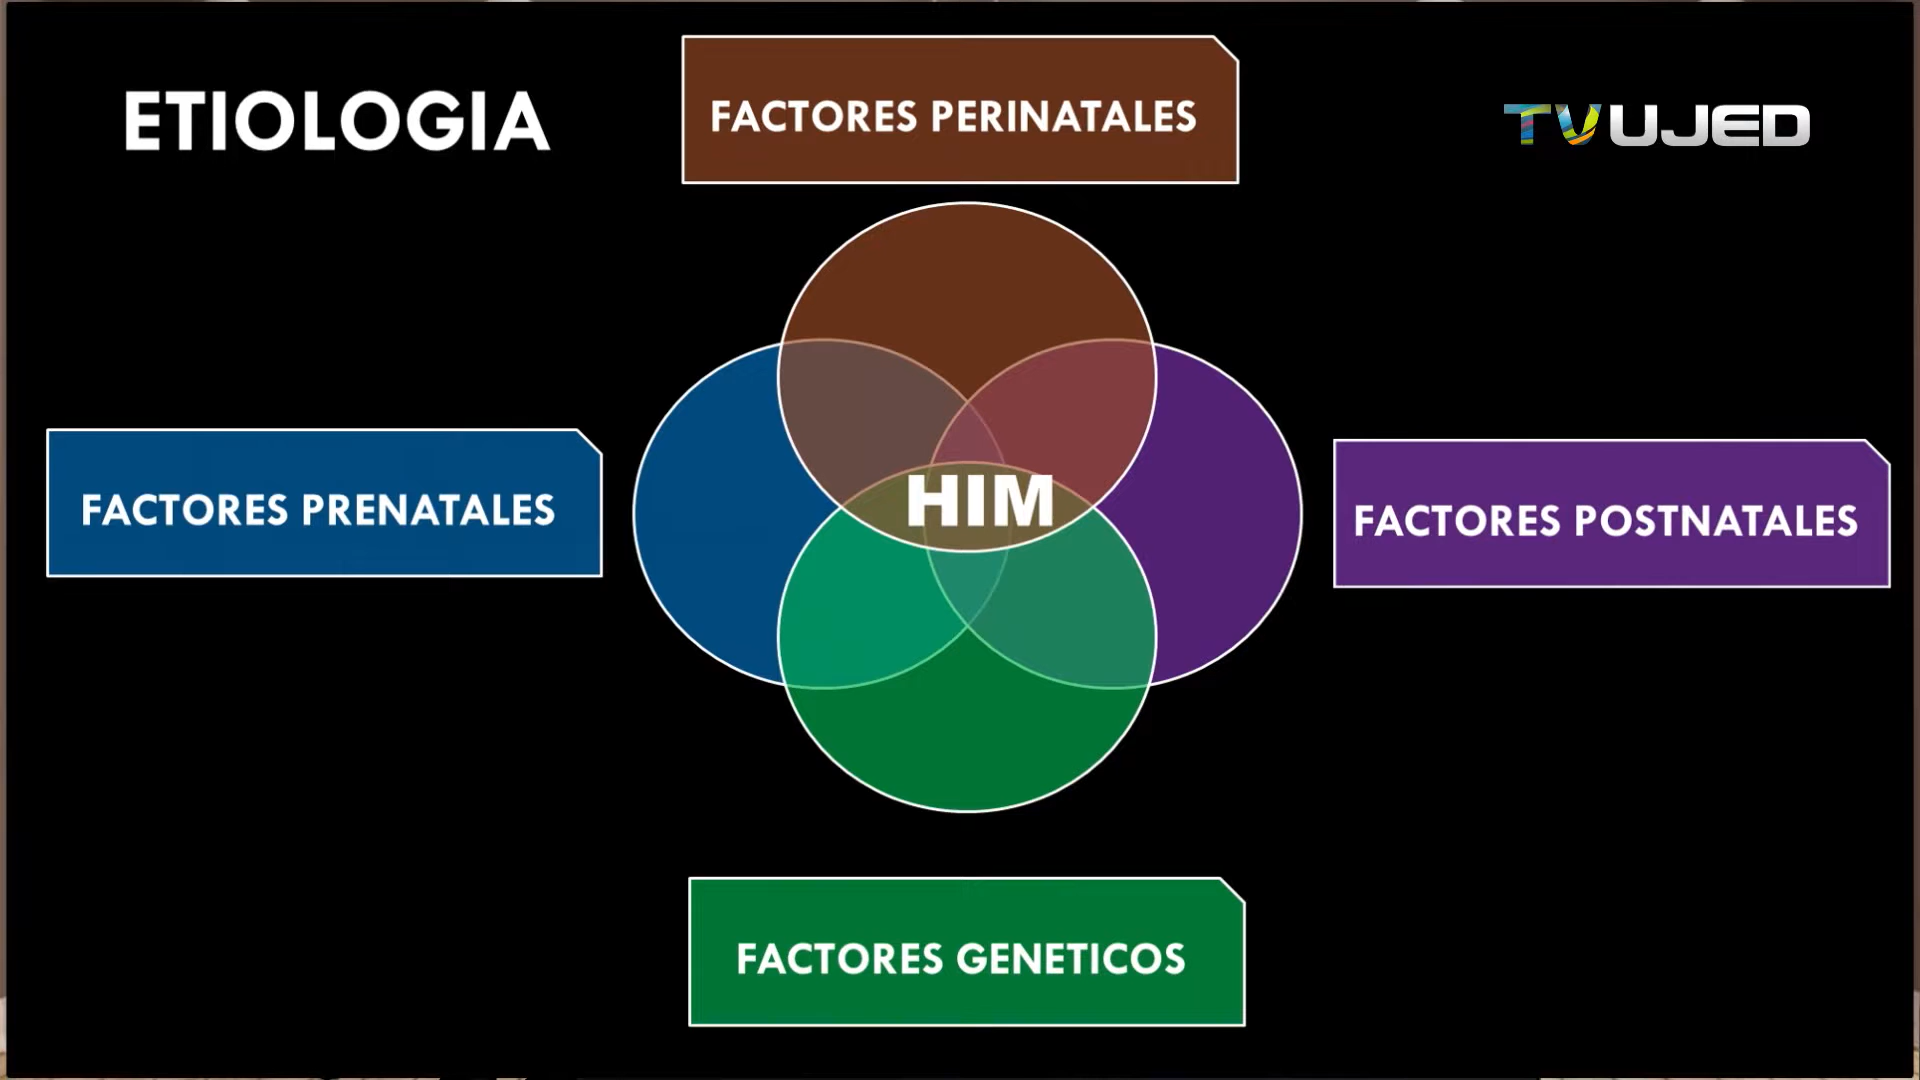 ETIOLOGIA
FACTORES PERINATALES
TVUJED
FACTORES PRENATALES
HIM
FACTORES POSTNATALES
FACTORES GENETICOS